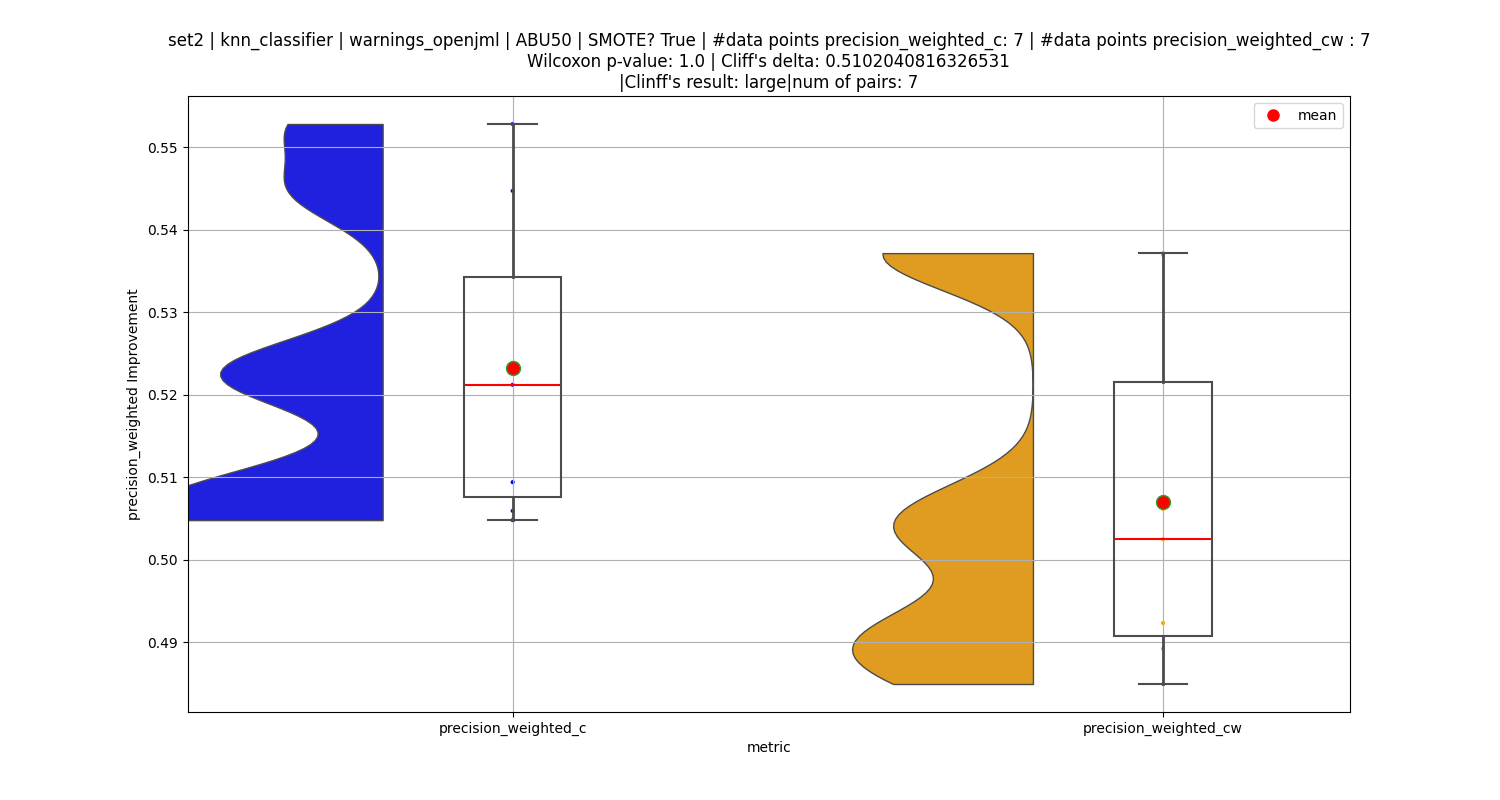 set2 | knn_classifier | warnings_openjml | ABU50 | SMOTE? True | #data points precision_weighted_c: 7 | #data points precision_weighted_cw : 7
Wilcoxon p-value: 1.0 | Cliff's delta: 0.5102040816326531
|Clinff's result: large|num of pairs: 7
mean
0.55
0.54
0.53
0.52
0.51
0.50
0.49
precision_weighted Improvement
precision_weighted_c
precision_weighted_cw
metric